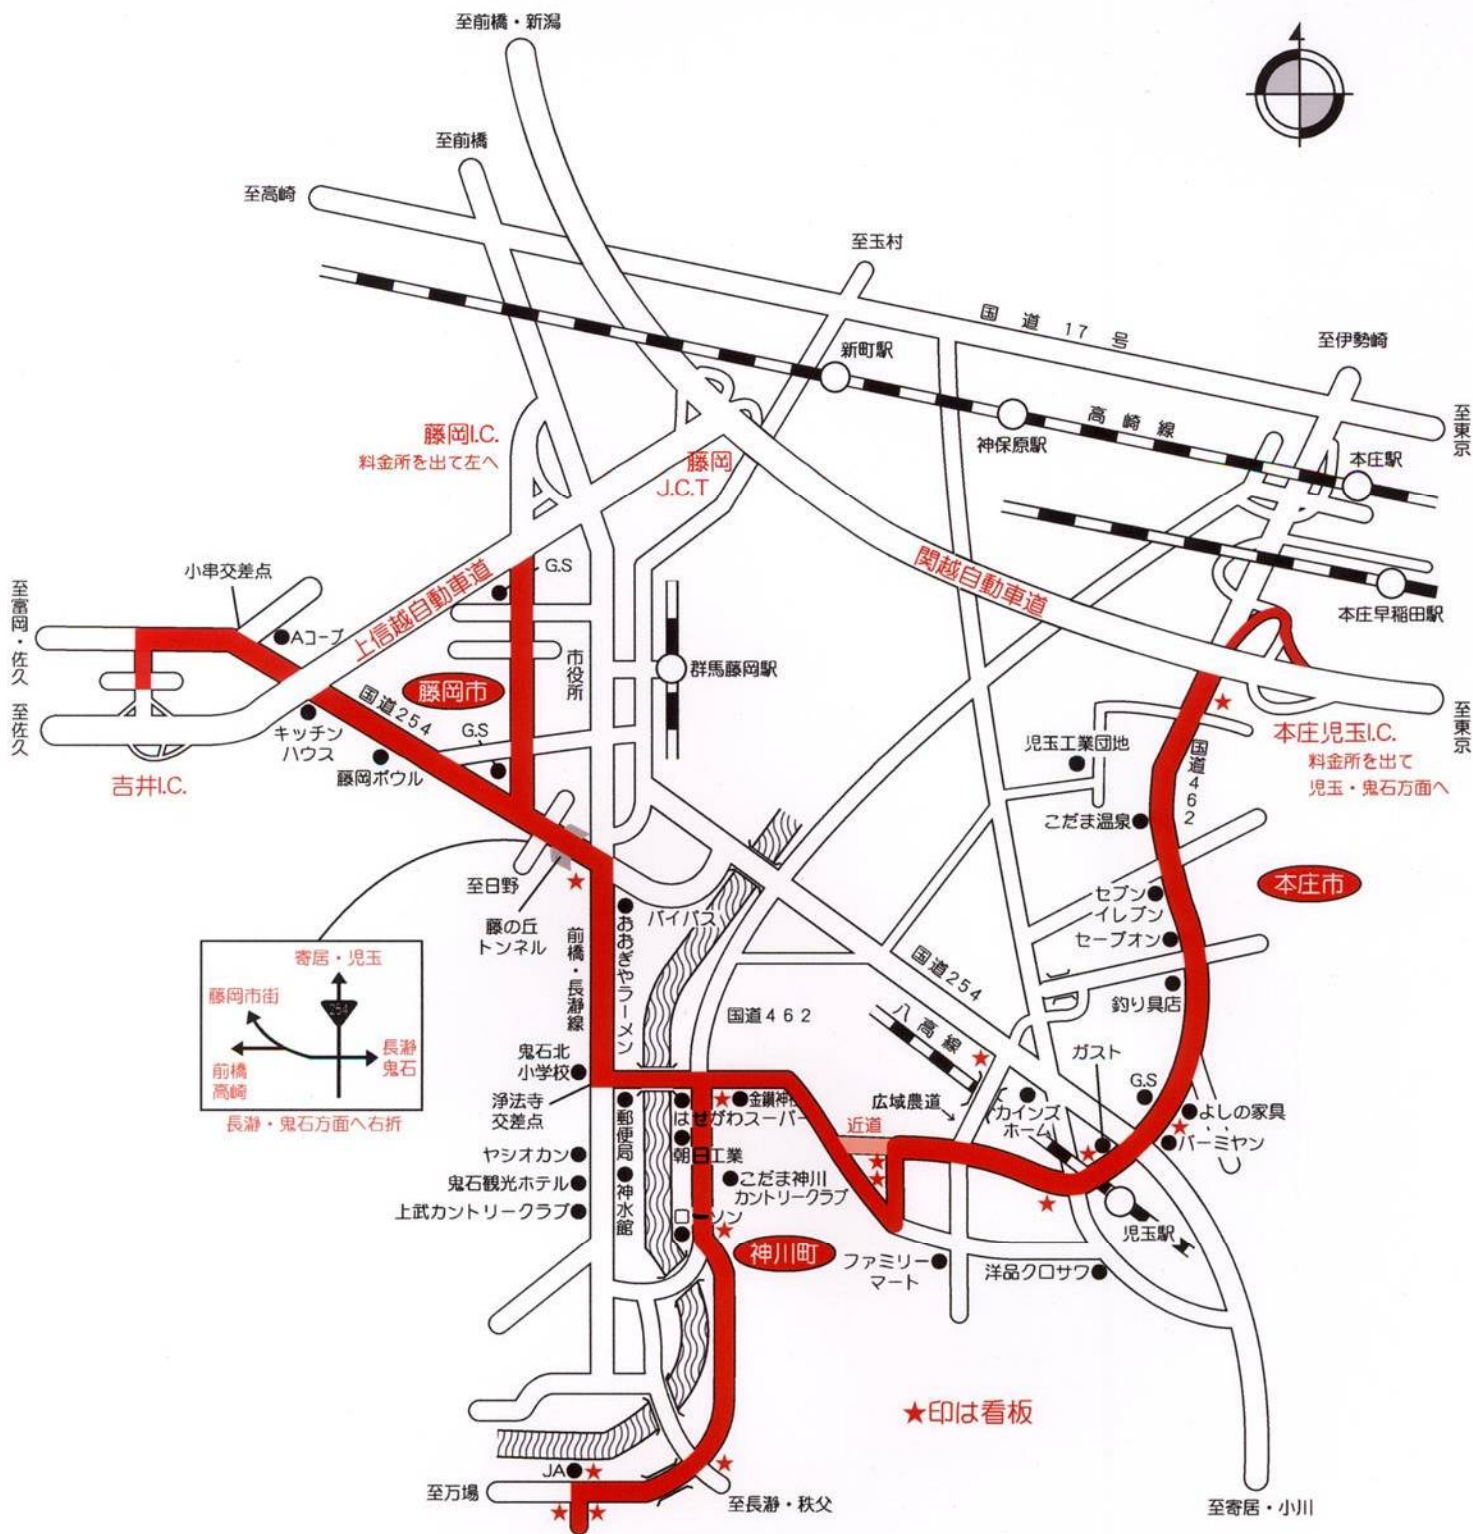 至前橋・新潟
至前橋
至高崎
至玉村
国道17号
新町駅
至伊勢崎
高崎線
神保原駅
至東京
本庄駅
藤岡I.C.
料金所を出て左へ
藤岡
J.C.T
関越自動車道
本庄早稲田駅
小串交差点
G.S
至富岡・佐久
Aコープ
上信越自動車道
市役所
群馬藤岡駅
藤岡市
至佐久
国道254
キッチン
ハウス
G.S
藤岡ボウル
吉井I.C.
至東京
本庄児玉I.C.
料金所を出て
児玉・鬼石方面へ
児玉工業団地
国道462
こだま温泉
至日野
藤の丘
トンネル
バイパス
おおぎやラーメン
前橋・長瀞線
本庄市
セブン
イレブン
セーブオン
釣り具店
国道254
八高線
国道462
寄居・児玉
藤岡市街
254
長瀞
鬼石
前橋
高崎
長瀞・鬼石方面へ右折
鬼石北
小学校
浄法寺
交差点
郵便局
金鑚神社
はせがわスーパー
広域農道
カインズ
ホーム
ガスト
G.S
よしの家具
バーミヤン
近道
ヤシオカン
朝日工業
鬼石観光ホテル
神水館
こだま神川
カントリークラブ
上武カントリークラブ
ローソン
神川町
ファミリー
マート
洋品クロサワ
児玉駅
★印は看板
JA
至万場
至長瀞・秩父
至寄居・小川